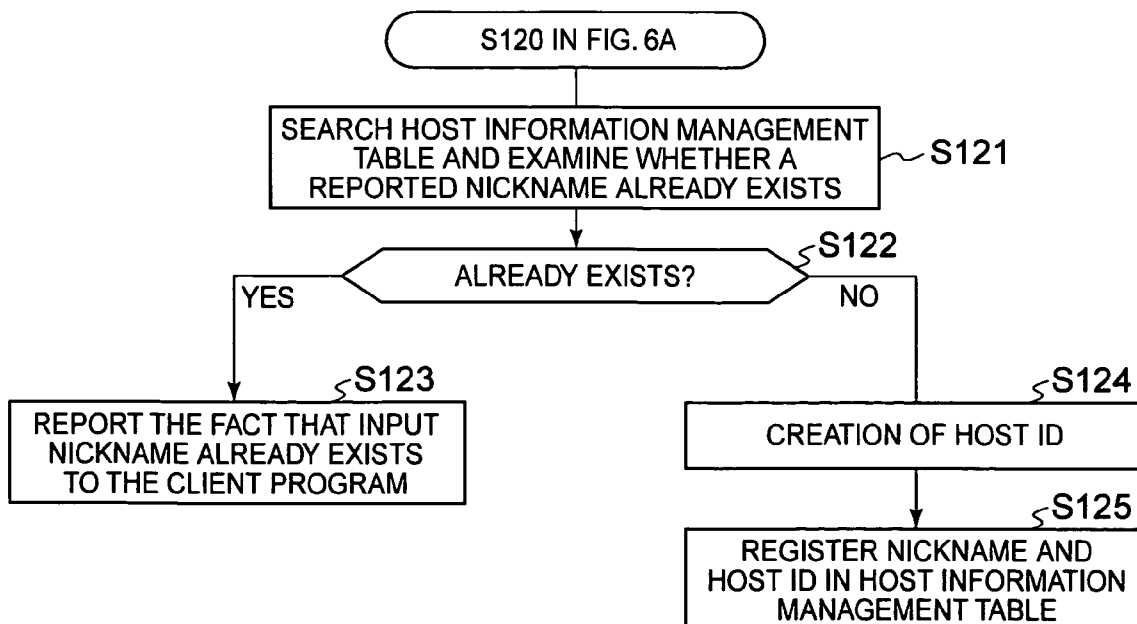 S120 IN FIG. 6A
SEARCH HOST INFORMATION MANAGEMENT
TABLE AND EXAMINE WHETHER A
REPORTED NICKNAME ALREADY EXISTS
S121
S122
ALREADY EXISTS?
YES
NO
S123
REPORT THE FACT THAT INPUT
NICKNAME ALREADY EXISTS
TO THE CLIENT PROGRAM
S124
CREATION OF HOST ID
S125
REGISTER NICKNAME AND
HOST ID IN HOST INFORMATION
MANAGEMENT TABLE